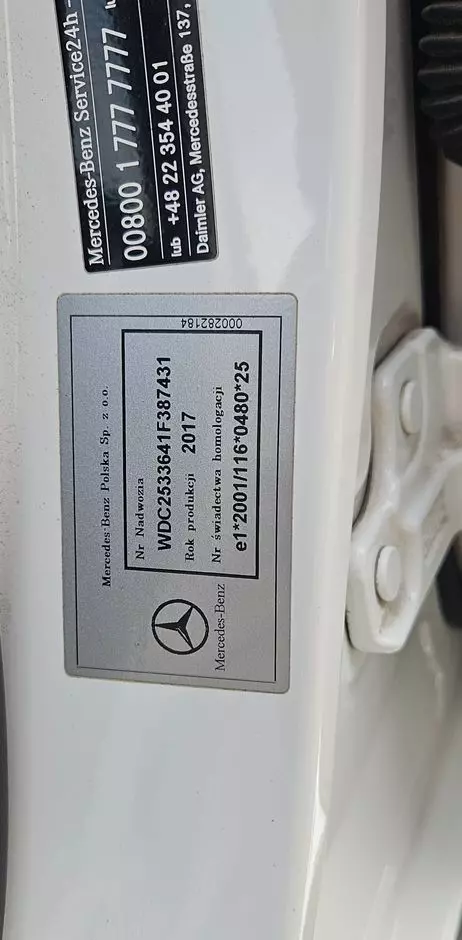 Mercedes-Benz Service24h -
00800 1 777 7777
lub +48 22 354 40 01
Daimler AG, Mercedesstraße 137,
Mercedes-Benz Polska Sp. z o.o.
Nr Nadwozia
WDC2533641F387431
Rok produkcji 2017
Nr świadectwa homologacji
e1*2001/116*0480*25
000282184
Mercedes-Benz